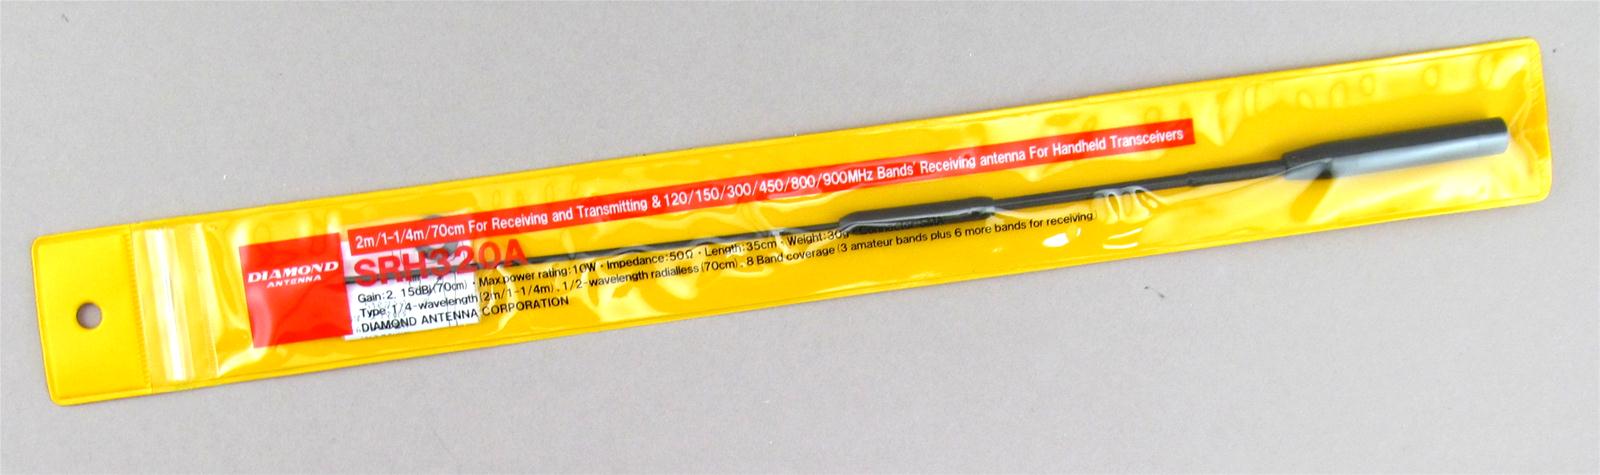 DIAMOND
ANTENNA
2m/1-1/4m/70cm For Receiving and Transmitting & 120/150/300/450/800/900MHz Bands' Receiving antenna For Handheld Transceivers
SRH320A
Gain:2. 15dBi(70cm) · Max.power rating:10W · Impedance:50Ω · Length:35cm · Weight:30g ·
Type:1/4-wavelength(2m/1-1/4m), 1/2-wavelength radialless(70cm), 8 Band coverage (3 amateur bands plus 6 more bands for receiving)
DIAMOND ANTENNA CORPORATION